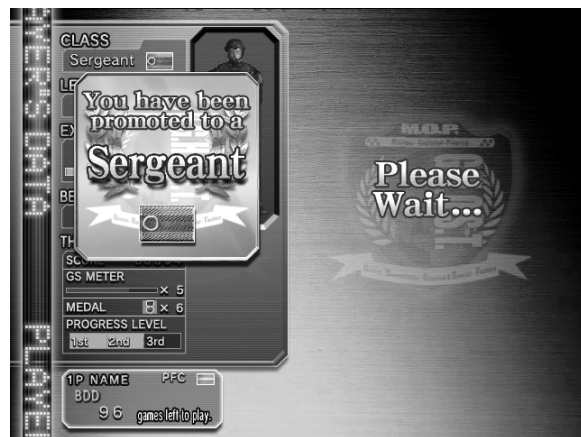 PLAYER'S DATA
CLASS
Sergeant
You have been
promoted to a
Sergeant
SCORE
GS METER
× 5
MEDAL × 6
PROGRESS LEVEL
1st 2nd 3rd
1P NAME PFC
BDD
96 games left to play.
M.O.P.
Please
Wait...